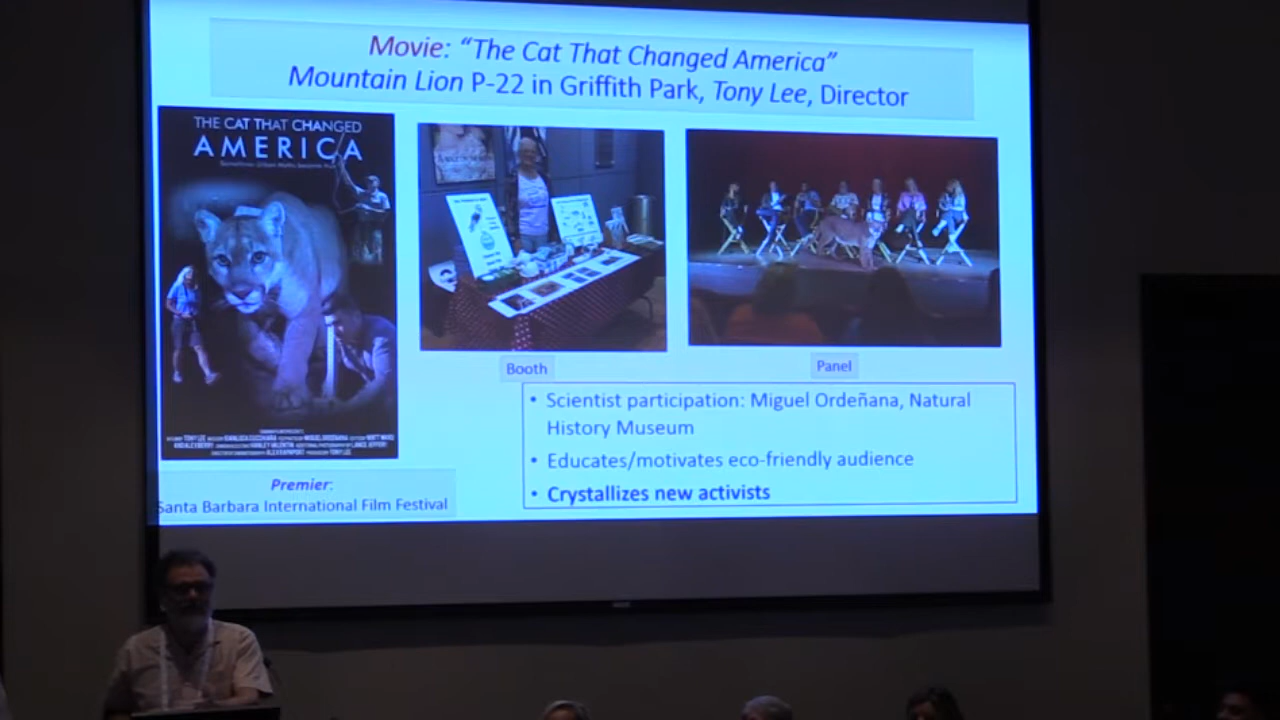 Movie: “The Cat That Changed America”
Mountain Lion P-22 in Griffith Park, Tony Lee, Director
THE CAT THAT CHANGED
AMERICA
Booth
Panel
• Scientist participation: Miguel Ordeñana, Natural
History Museum
• Educates/motivates eco-friendly audience
• Crystallizes new activists
Premier:
Santa Barbara International Film Festival